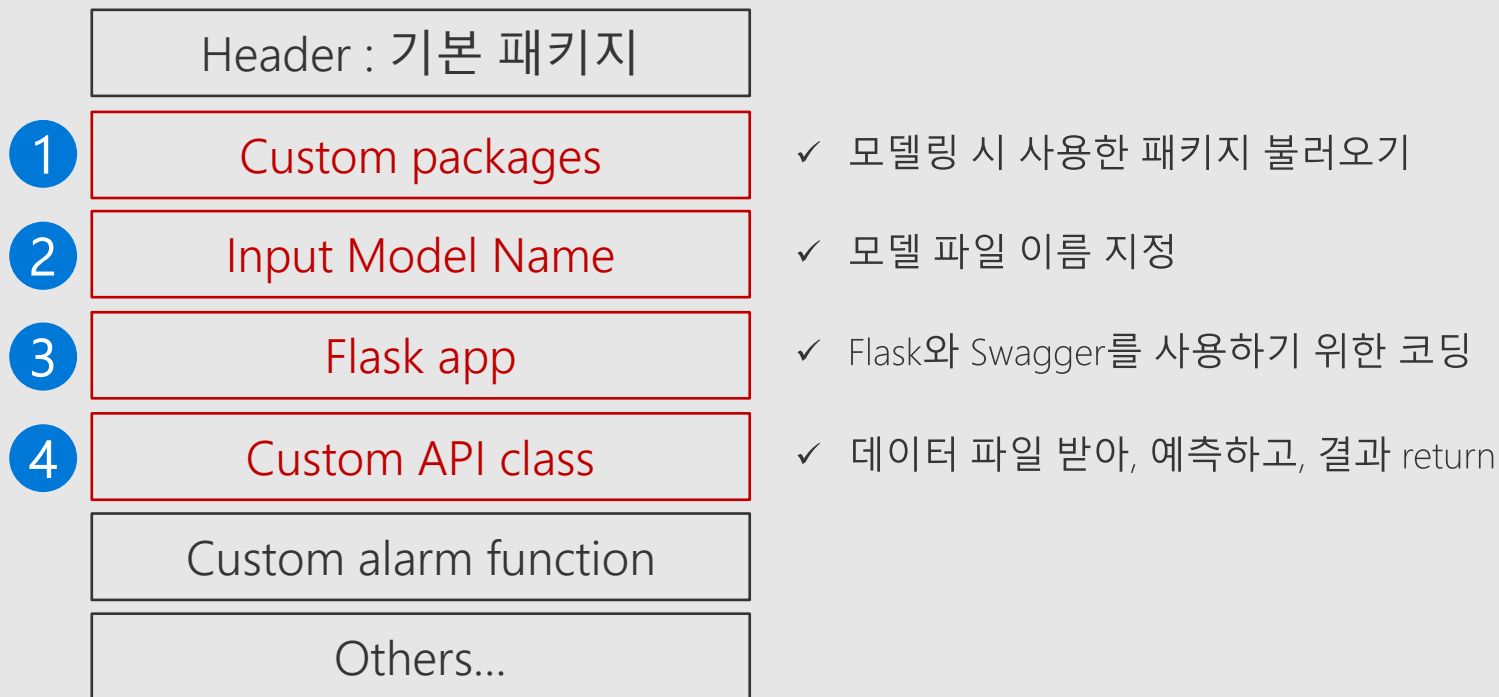 Header : 기본 패키지
1 Custom packages ✓ 모델링 시 사용한 패키지 불러오기
2 Input Model Name ✓ 모델 파일 이름 지정
3 Flask app ✓ Flask와 Swagger를 사용하기 위한 코딩
4 Custom API class ✓ 데이터 파일 받아, 예측하고, 결과 return
Custom alarm function
Others...